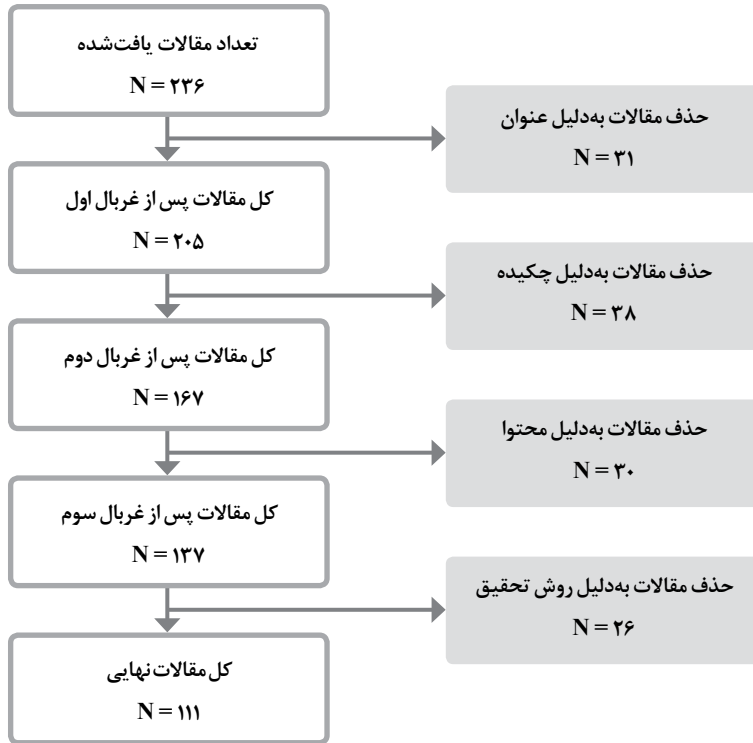 تعداد مقالات یافت‌شده
N = ۲۳۶
حذف مقالات به‌دلیل عنوان
N = ۳۱
کل مقالات پس از غربال اول
N = ۲۰۵
حذف مقالات به‌دلیل چکیده
N = ۳۸
کل مقالات پس از غربال دوم
N = ۱۶۷
حذف مقالات به‌دلیل محتوا
N = ۳۰
کل مقالات پس از غربال سوم
N = ۱۳۷
حذف مقالات به‌دلیل روش تحقیق
N = ۲۶
کل مقالات نهایی
N = ۱۱۱